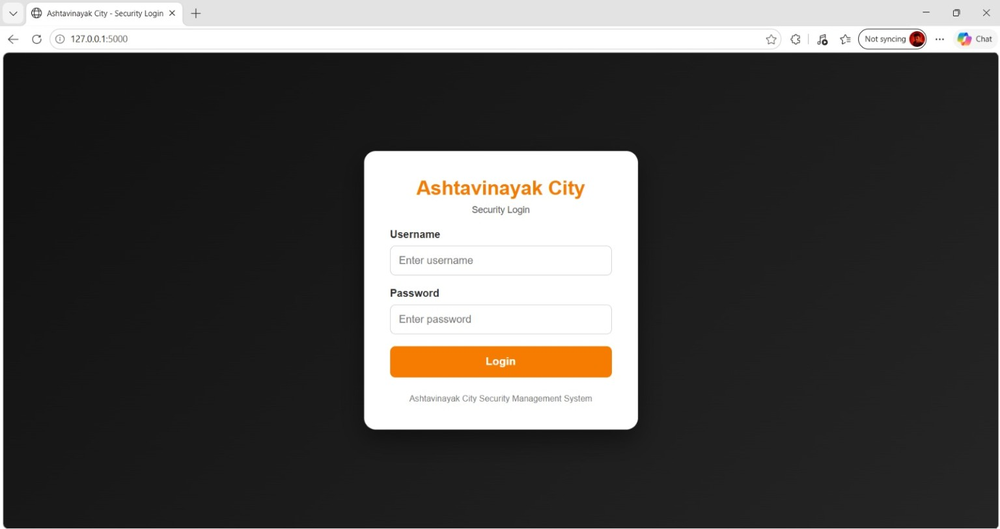 Ashtavinayak City - Security Login
127.0.0.1:5000
Not syncing
Chat
Ashtavinayak City
Security Login
Username
Enter username
Password
Enter password
Login
Ashtavinayak City Security Management System